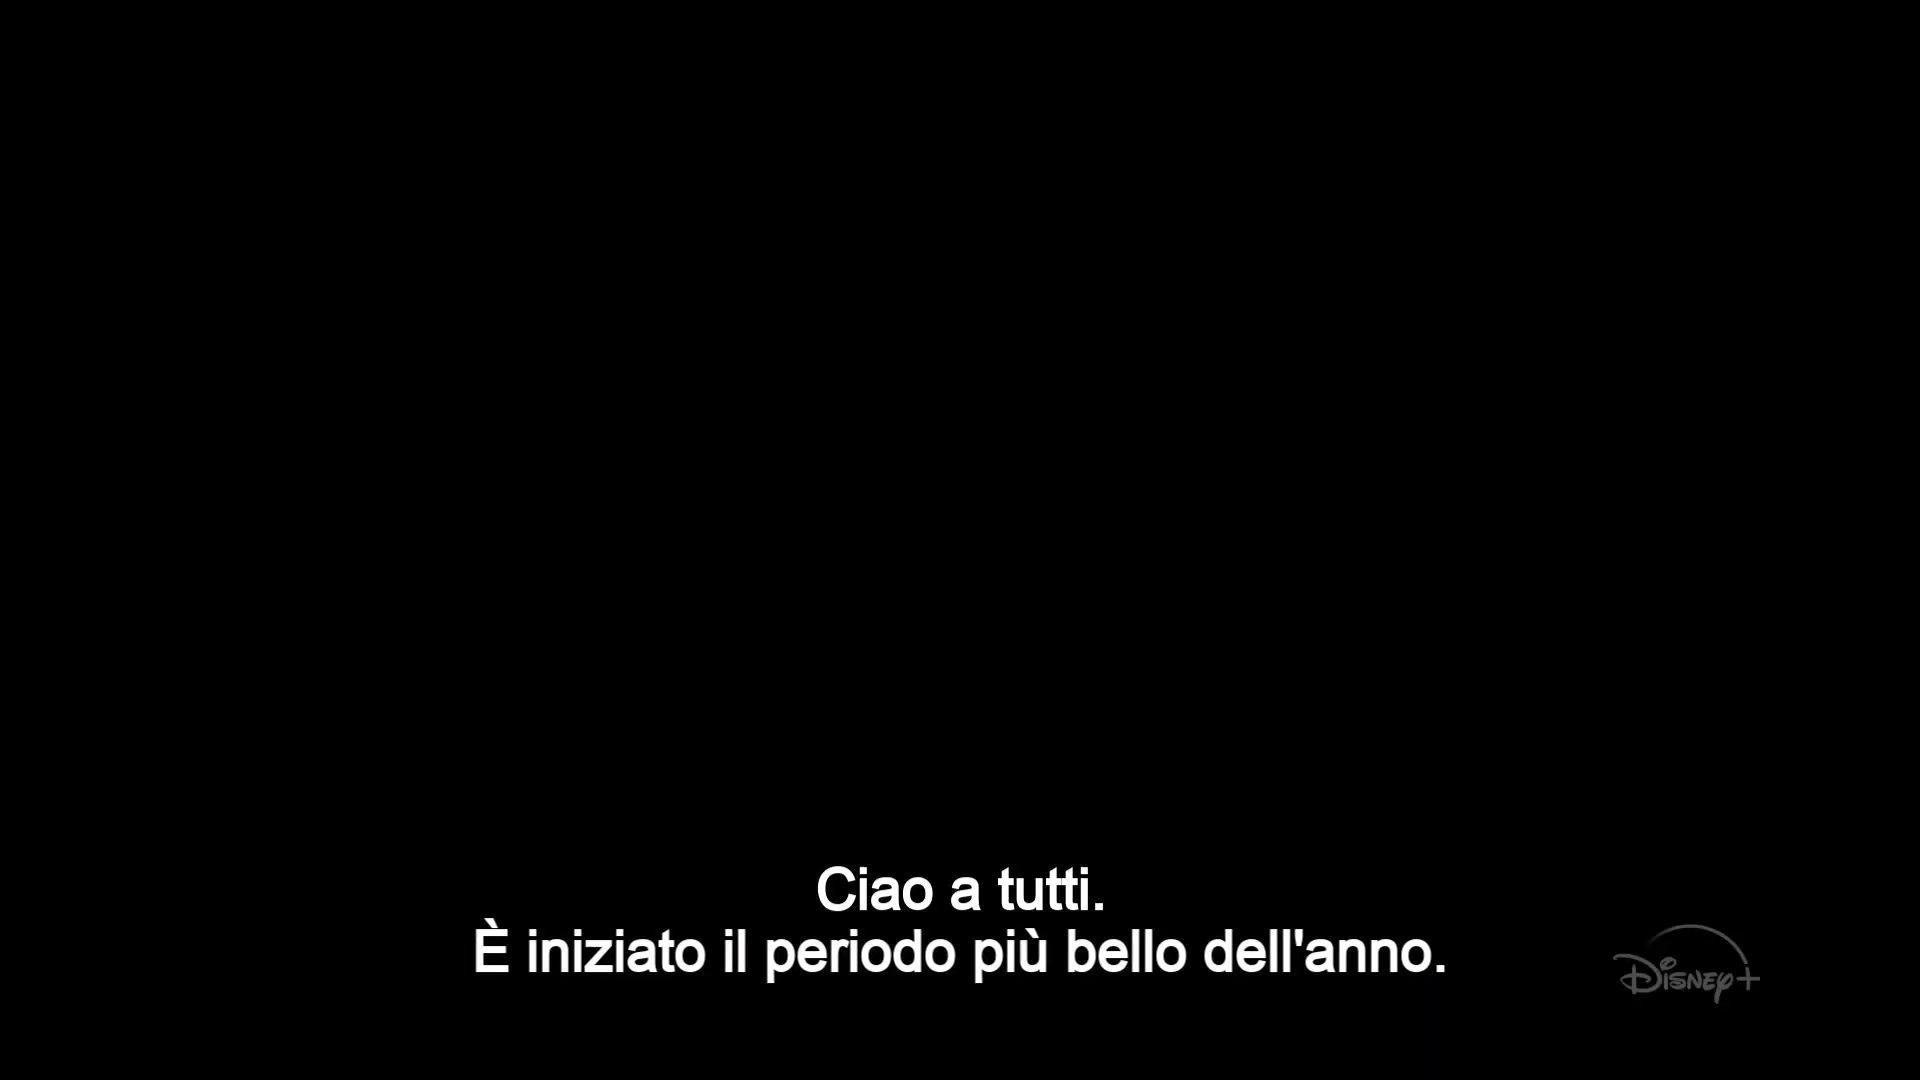 Ciao a tutti.
È iniziato il periodo più bello dell'anno.
Disney+